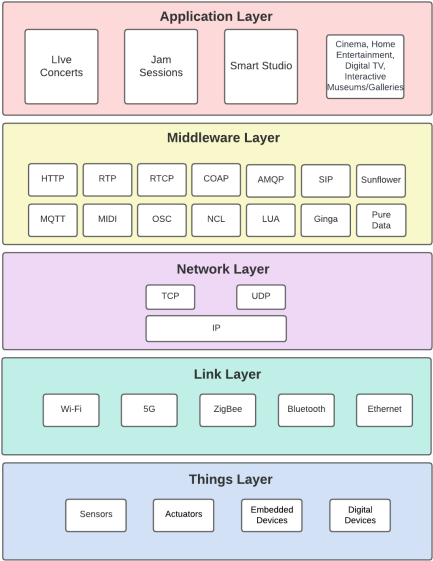 Application Layer
LIve
Concerts
Jam
Sessions
Smart Studio
Cinema, Home
Entertainment,
Digital TV,
Interactive
Museums/Galleries
Middleware Layer
HTTP
RTP
RTCP
COAP
AMQP
SIP
Sunflower
MQTT
MIDI
OSC
NCL
LUA
Ginga
Pure
Data
Network Layer
TCP
UDP
IP
Link Layer
Wi-Fi
5G
ZigBee
Bluetooth
Ethernet
Things Layer
Sensors
Actuators
Embedded
Devices
Digital
Devices